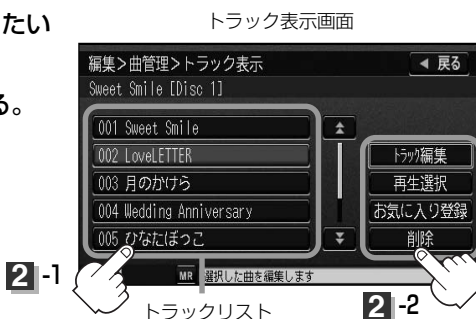 たい
トラック表示画面
編集>曲管理>トラック表示
◀ 戻る
Sweet Smile [Disc 1]
る。
001 Sweet Smile
002 LoveLETTER
003 月のかけら
004 Wedding Anniversary
005 ひなたぼっこ
トラック編集
再生選択
お気に入り登録
削除
2-1
MR 選択した曲を編集します
トラックリスト
2-2